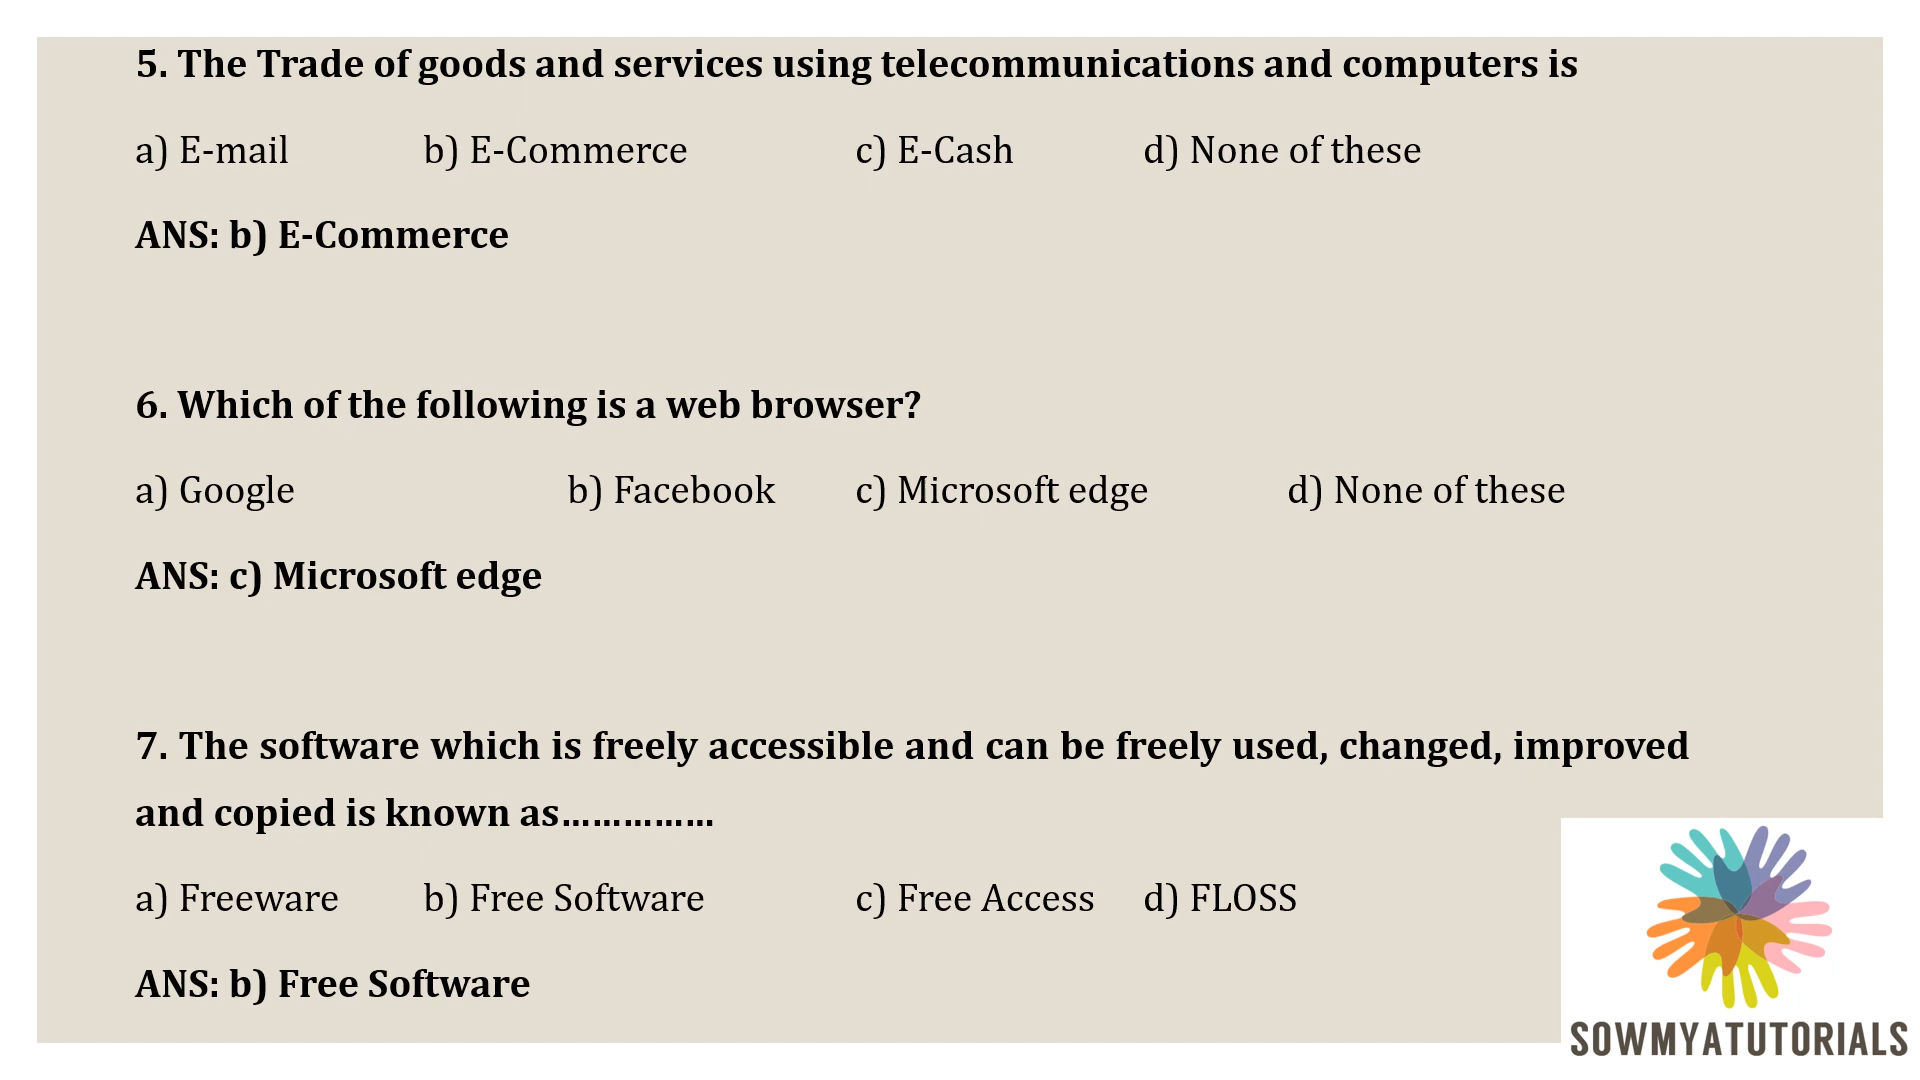 5. The Trade of goods and services using telecommunications and computers is
a) E-mail b) E-Commerce c) E-Cash d) None of these
ANS: b) E-Commerce
6. Which of the following is a web browser?
a) Google b) Facebook c) Microsoft edge d) None of these
ANS: c) Microsoft edge
7. The software which is freely accessible and can be freely used, changed, improved
and copied is known as……………
a) Freeware b) Free Software c) Free Access d) FLOSS
ANS: b) Free Software
SOWMYATUTORIALS